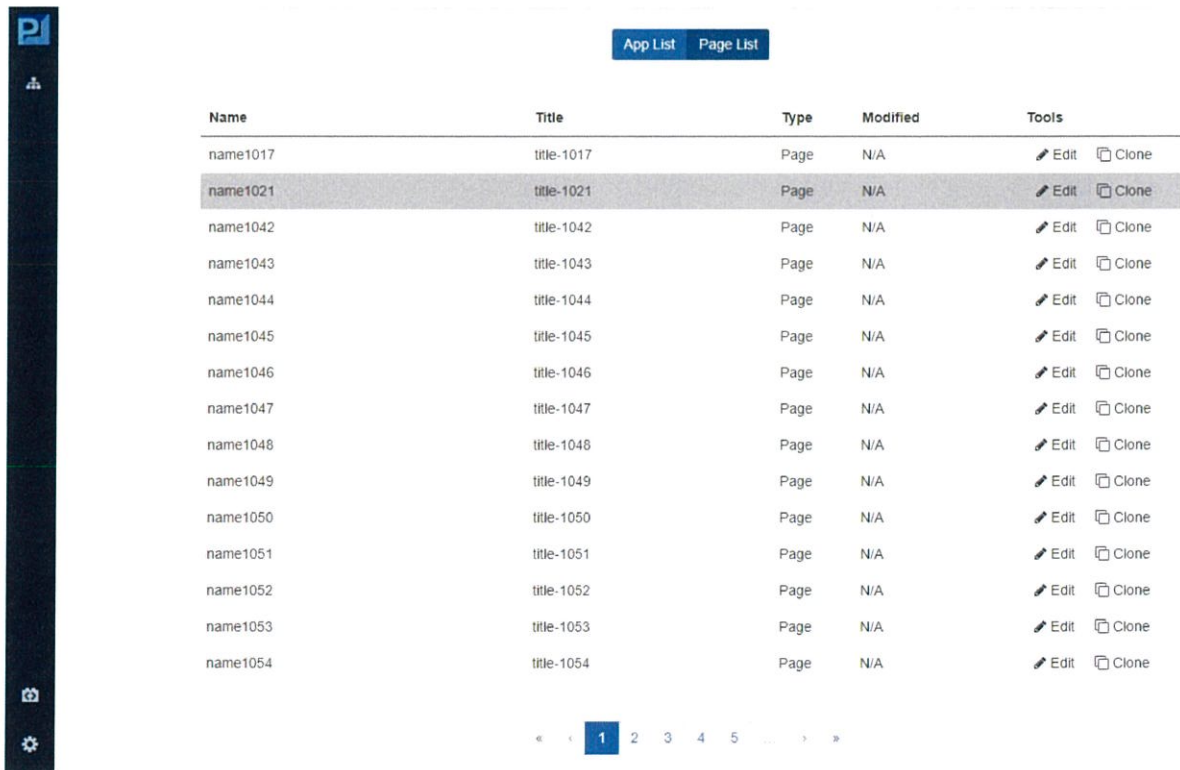 PI
App List Page List
Name Title Type Modified Tools
name1017 title-1017 Page N/A Edit Clone
name1021 title-1021 Page N/A Edit Clone
name1042 title-1042 Page N/A Edit Clone
name1043 title-1043 Page N/A Edit Clone
name1044 title-1044 Page N/A Edit Clone
name1045 title-1045 Page N/A Edit Clone
name1046 title-1046 Page N/A Edit Clone
name1047 title-1047 Page N/A Edit Clone
name1048 title-1048 Page N/A Edit Clone
name1049 title-1049 Page N/A Edit Clone
name1050 title-1050 Page N/A Edit Clone
name1051 title-1051 Page N/A Edit Clone
name1052 title-1052 Page N/A Edit Clone
name1053 title-1053 Page N/A Edit Clone
name1054 title-1054 Page N/A Edit Clone
« ‹ 1 2 3 4 5 ... › »